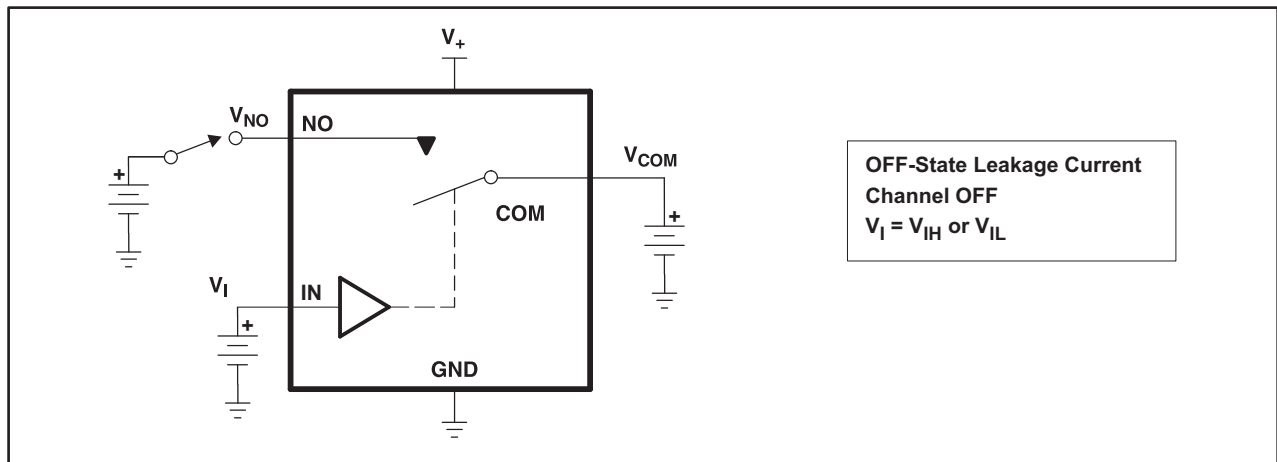 V+
VNO
NO
+
VCOM
COM
+
VI
IN
+
GND
OFF-State Leakage Current
Channel OFF
VI = VIH or VIL